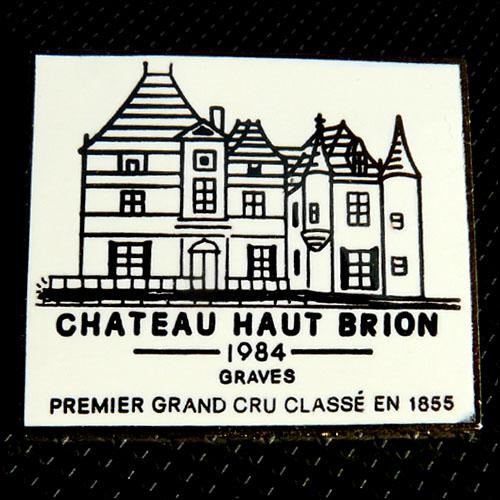 CHATEAU HAUT BRION
1984
GRAVES
PREMIER GRAND CRU CLASSÉ EN 1855